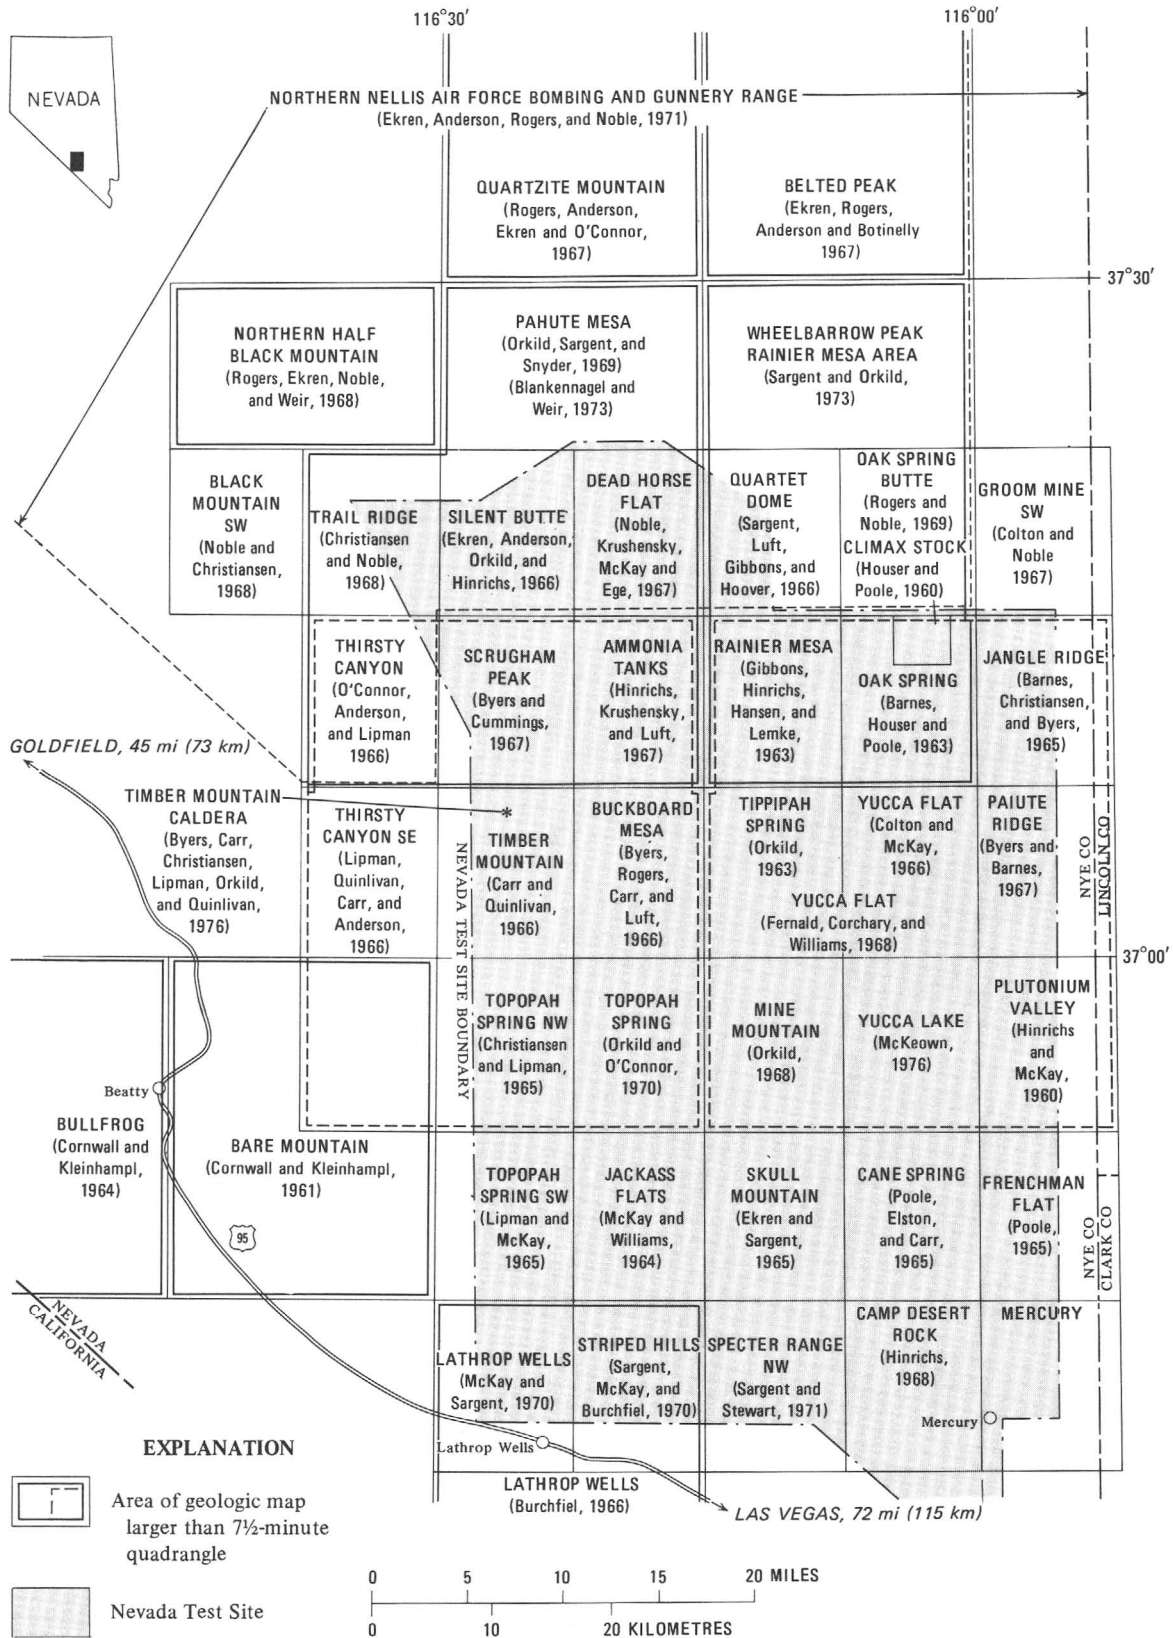 116°30'
116°00'
NEVADA
NORTHERN NELLIS AIR FORCE BOMBING AND GUNNERY RANGE
(Ekren, Anderson, Rogers, and Noble, 1971)
QUARTZITE MOUNTAIN
(Rogers, Anderson,
Ekren and O'Connor,
1967)
BELTED PEAK
(Ekren, Rogers,
Anderson and Botinelly
1967)
37°30'
NORTHERN HALF
BLACK MOUNTAIN
(Rogers, Ekren, Noble,
and Weir, 1968)
PAHUTE MESA
(Orkild, Sargent, and
Snyder, 1969)
(Blankennagel and
Weir, 1973)
WHEELBARROW PEAK
RAINIER MESA AREA
(Sargent and Orkild,
1973)
BLACK
MOUNTAIN
SW
(Noble and
Christiansen,
1968)
TRAIL RIDGE
(Christiansen
and Noble,
1968)
SILENT BUTTE
(Ekren, Anderson,
Orkild, and
Hinrichs, 1966)
DEAD HORSE
FLAT
(Noble,
Krushensky,
McKay and
Ege, 1967)
QUARTET
DOME
(Sargent,
Luft,
Gibbons, and
Hoover, 1966)
OAK SPRING
BUTTE
(Rogers and
Noble, 1969)
CLIMAX STOCK
(Houser and
Poole, 1960)
GROOM MINE
SW
(Colton and
Noble
1967)
THIRSTY
CANYON
(O'Connor,
Anderson,
and Lipman
1966)
SCRUGHAM
PEAK
(Byers and
Cummings,
1967)
AMMONIA
TANKS
(Hinrichs,
Krushensky,
and Luft,
1967)
RAINIER MESA
(Gibbons,
Hinrichs,
Hansen, and
Lemke,
1963)
OAK SPRING
(Barnes,
Houser and
Poole, 1963)
JANGLE RIDGE
(Barnes,
Christiansen,
and Byers,
1965)
GOLDFIELD, 45 mi (73 km)
TIMBER MOUNTAIN
CALDERA
(Byers, Carr,
Christiansen,
Lipman, Orkild,
and Quinlivan,
1976)
THIRSTY
CANYON SE
(Lipman,
Quinlivan,
Carr, and
Anderson,
1966)
NEVADA TEST SITE BOUNDARY
*
TIMBER
MOUNTAIN
(Carr and
Quinlivan,
1966)
BUCKBOARD
MESA
(Byers,
Rogers,
Carr, and
Luft,
1966)
TIPPIPAH
SPRING
(Orkild,
1963)
YUCCA FLAT
(Colton and
McKay,
1966)
PAIUTE
RIDGE
(Byers and
Barnes,
1967)
YUCCA FLAT
(Fernald, Corchary, and
Williams, 1968)
NYE CO
LINCOLN CO
37°00'
TOPOPAH
SPRING NW
(Christiansen
and Lipman,
1965)
TOPOPAH
SPRING
(Orkild and
O'Connor,
1970)
MINE
MOUNTAIN
(Orkild,
1968)
YUCCA LAKE
(McKeown,
1976)
PLUTONIUM
VALLEY
(Hinrichs
and
McKay,
1960)
Beatty
BULLFROG
(Cornwall and
Kleinhampl,
1964)
BARE MOUNTAIN
(Cornwall and Kleinhampl,
1961)
95
TOPOPAH
SPRING SW
(Lipman and
McKay,
1965)
JACKASS
FLATS
(McKay and
Williams,
1964)
SKULL
MOUNTAIN
(Ekren and
Sargent,
1965)
CANE SPRING
(Poole,
Elston,
and Carr,
1965)
FRENCHMAN
FLAT
(Poole,
1965)
NYE CO
CLARK CO
NEVADA
CALIFORNIA
LATHROP WELLS
(McKay and
Sargent, 1970)
STRIPED HILLS
(Sargent,
McKay, and
Burchfiel, 1970)
SPECTER RANGE
NW
(Sargent and
Stewart, 1971)
CAMP DESERT
ROCK
(Hinrichs,
1968)
MERCURY
Mercury
Lathrop Wells
LATHROP WELLS
(Burchfiel, 1966)
LAS VEGAS, 72 mi (115 km)
EXPLANATION
Area of geologic map
larger than 7½-minute
quadrangle
Nevada Test Site
0 5 10 15 20 MILES
0 10 20 KILOMETRES